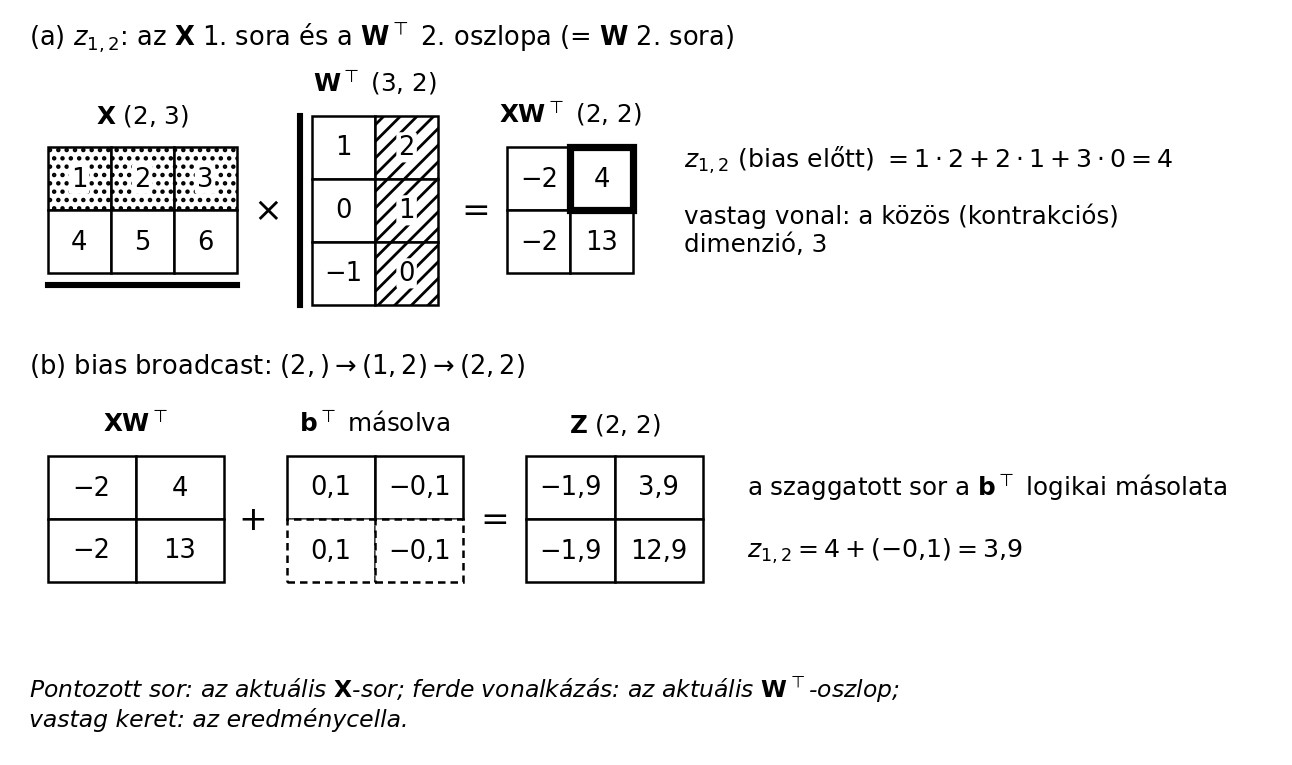 (a) z₁,₂: az X 1. sora és a W⊤ 2. oszlopa (= W 2. sora)
X (2, 3)
W⊤ (3, 2)
XW⊤ (2, 2)
1 2 3
4 5 6
×
1 2
0 1
−1 0
=
−2 4
−2 13
z₁,₂ (bias előtt) = 1 · 2 + 2 · 1 + 3 · 0 = 4
vastag vonal: a közös (kontrakciós)
dimenzió, 3
(b) bias broadcast: (2, ) → (1, 2) → (2, 2)
XW⊤
b⊤ másolva
Z (2, 2)
−2 4
−2 13
+
0,1 −0,1
0,1 −0,1
=
−1,9 3,9
−1,9 12,9
a szaggatott sor a b⊤ logikai másolata
z₁,₂ = 4 + (−0,1) = 3,9
Pontozott sor: az aktuális X-sor; ferde vonalkázás: az aktuális W⊤-oszlop;
vastag keret: az eredménycella.